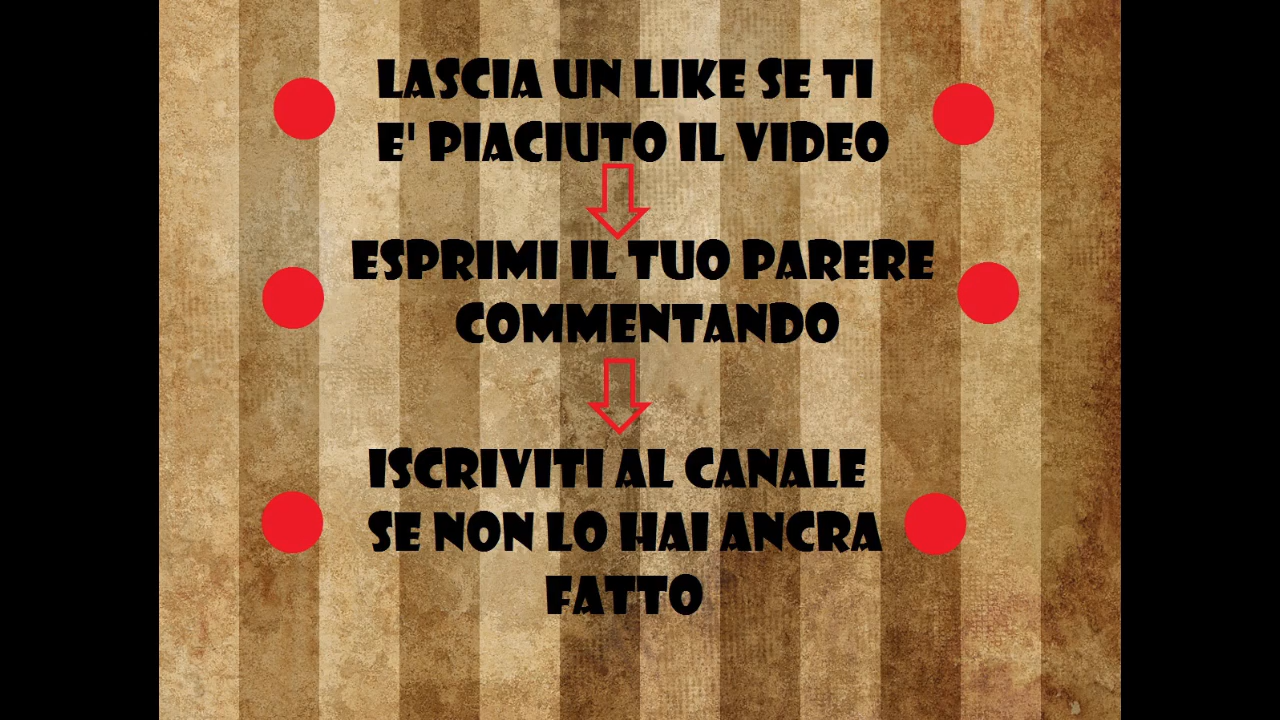 LASCIA UN LIKE SE TI
E' PIACIUTO IL VIDEO
ESPRIMI IL TUO PARERE
COMMENTANDO
ISCRIVITI AL CANALE
SE NON LO HAI ANCRA
FATTO